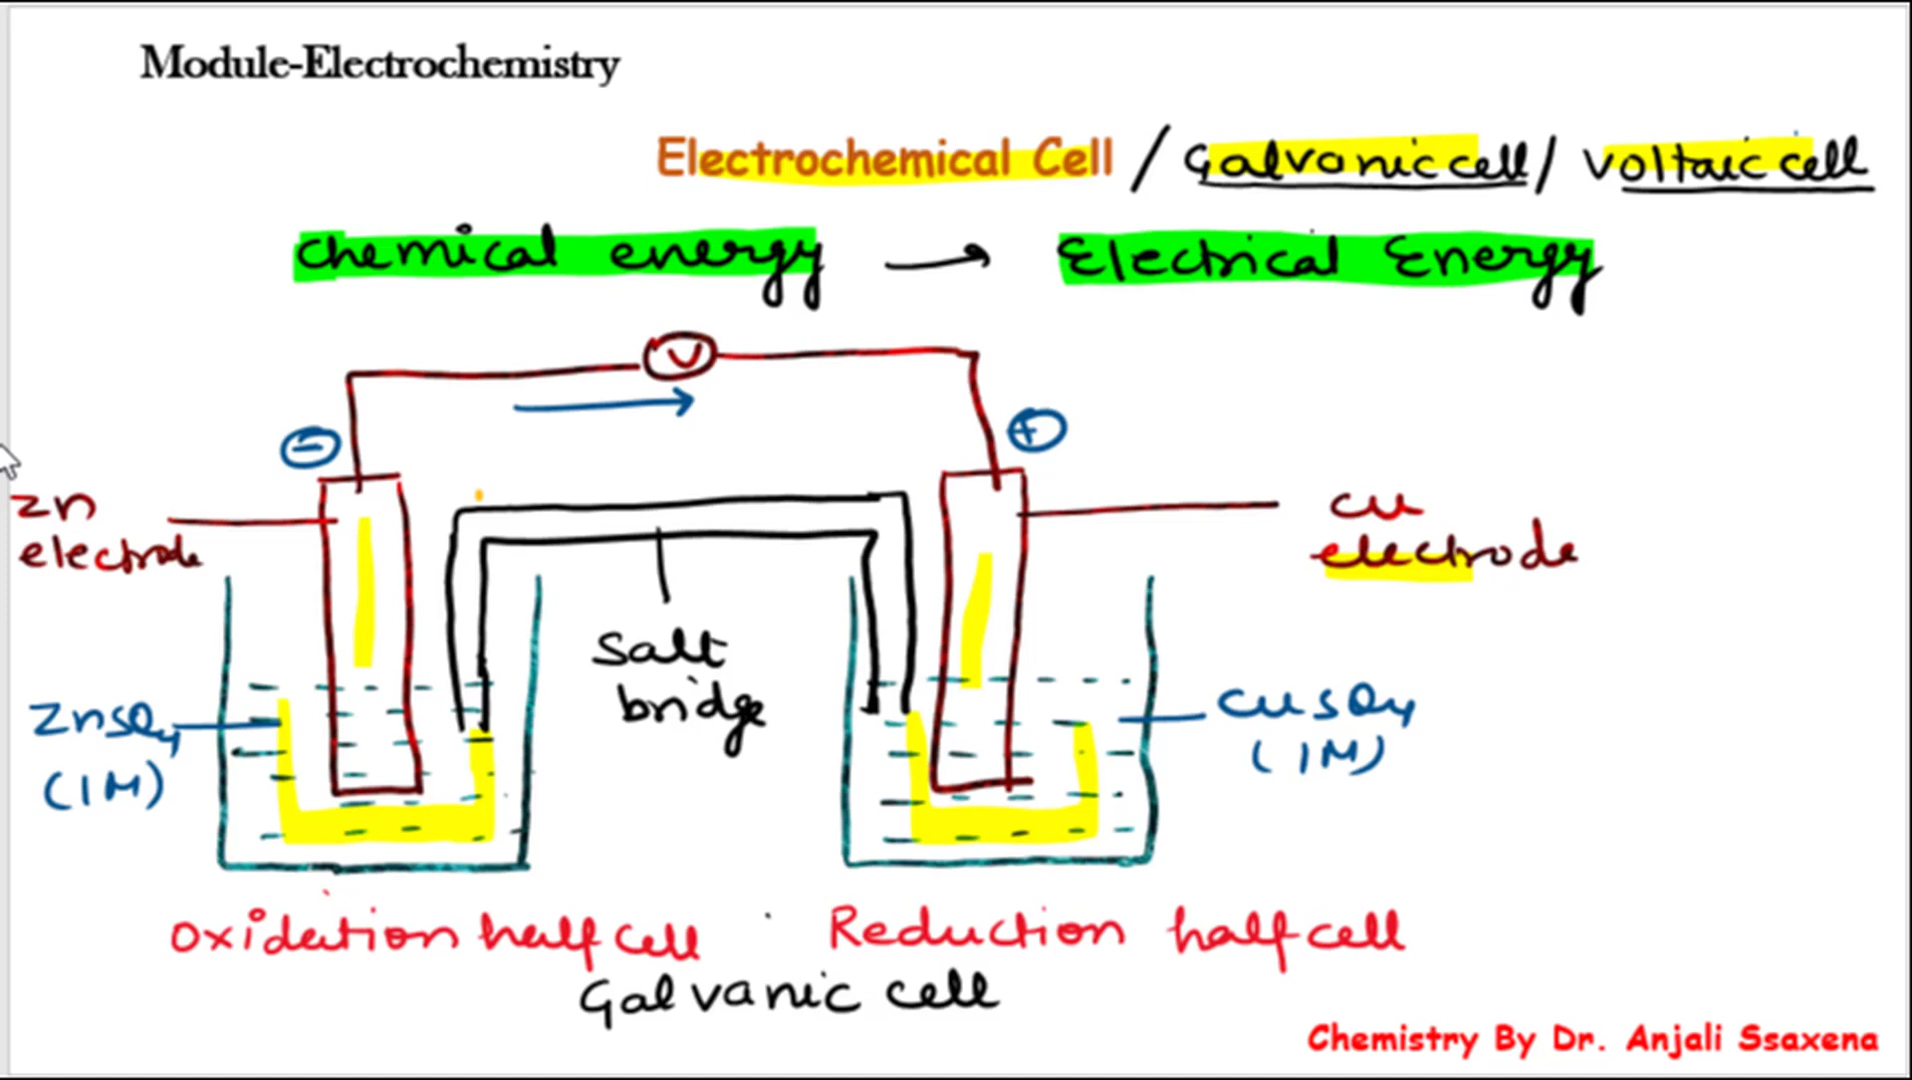 Module-Electrochemistry
Electrochemical Cell / Galvanic cell / Voltaic cell
Chemical energy → Electrical Energy
V
−
+
Zn
electrode
Cu
electrode
Salt
bridge
ZnSO4
(1M)
CuSO4
(1M)
Oxidation half cell
Reduction half cell
Galvanic cell
Chemistry By Dr. Anjali Ssaxena